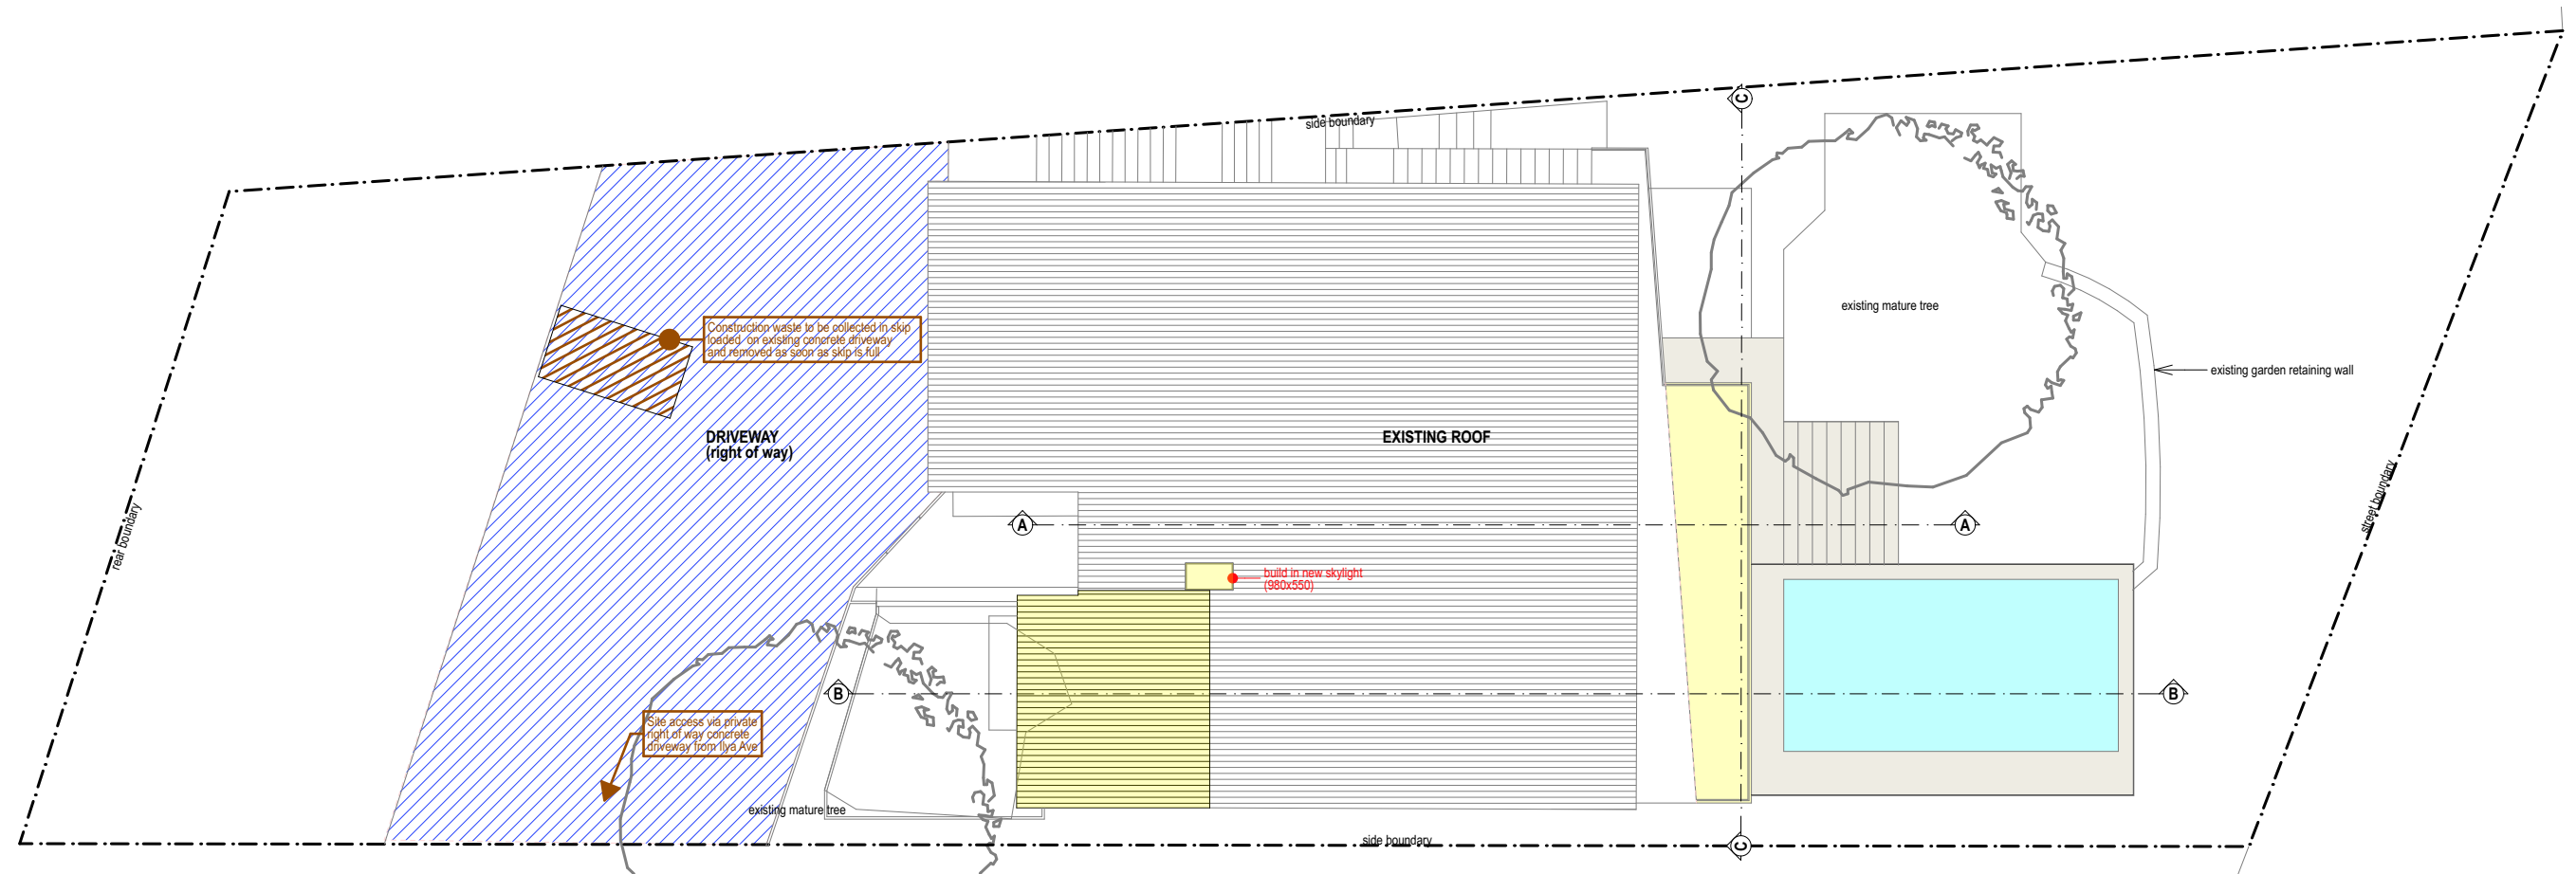 C
side boundary
existing mature tree
Construction waste to be collected in skip
loaded on existing concrete driveway
and removed as soon as skip is full
existing garden retaining wall
DRIVEWAY
(right of way)
EXISTING ROOF
street boundary
rear boundary
A
A
build in new skylight
(980x550)
B
B
Site access via private
right of way concrete
driveway from Ilya Ave
existing mature tree
side boundary
C